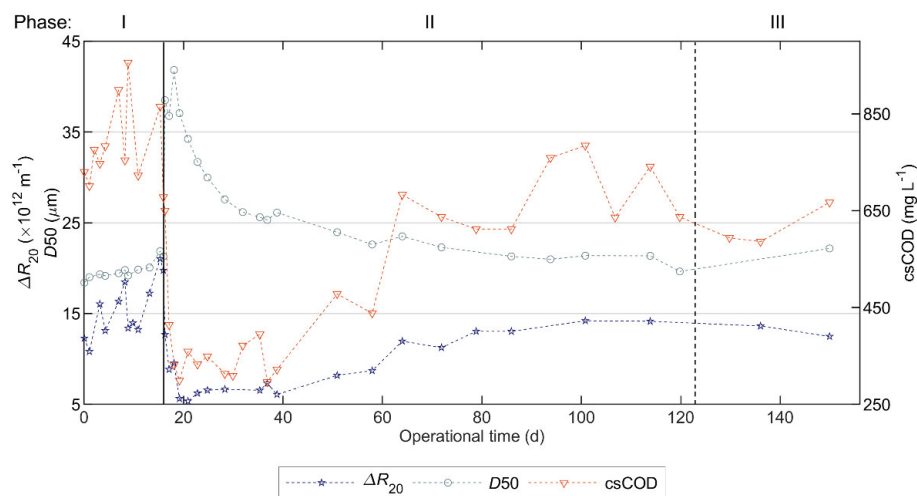 Phase: I II III
45
35
25
15
5
ΔR20 (×10^12 m^-1)
D50 (μm)
850
650
450
250
csCOD (mg L^-1)
0 20 40 60 80 100 120 140
Operational time (d)
ΔR20 D50 csCOD